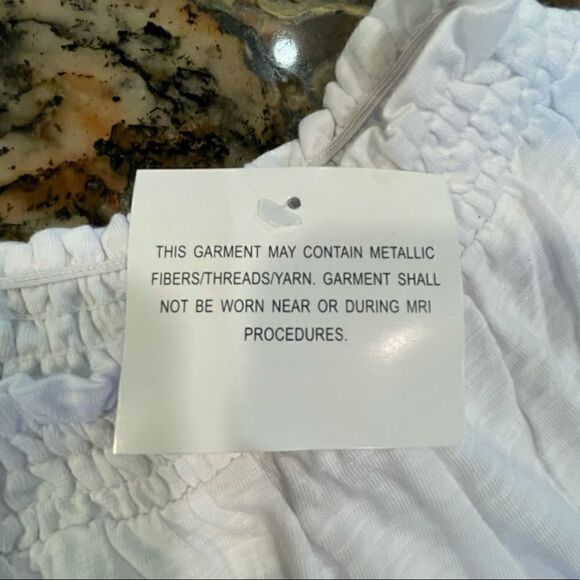 THIS GARMENT MAY CONTAIN METALLIC
FIBERS/THREADS/YARN. GARMENT SHALL
NOT BE WORN NEAR OR DURING MRI
PROCEDURES.